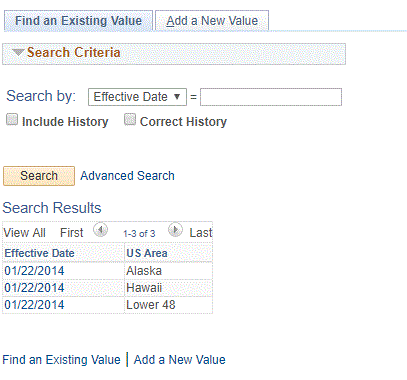 Find an Existing Value Add a New Value
Search Criteria
Search by: Effective Date ▼ =
Include History Correct History
Search Advanced Search
Search Results
View All First 1-3 of 3 Last
Effective Date US Area
01/22/2014 Alaska
01/22/2014 Hawaii
01/22/2014 Lower 48
Find an Existing Value | Add a New Value